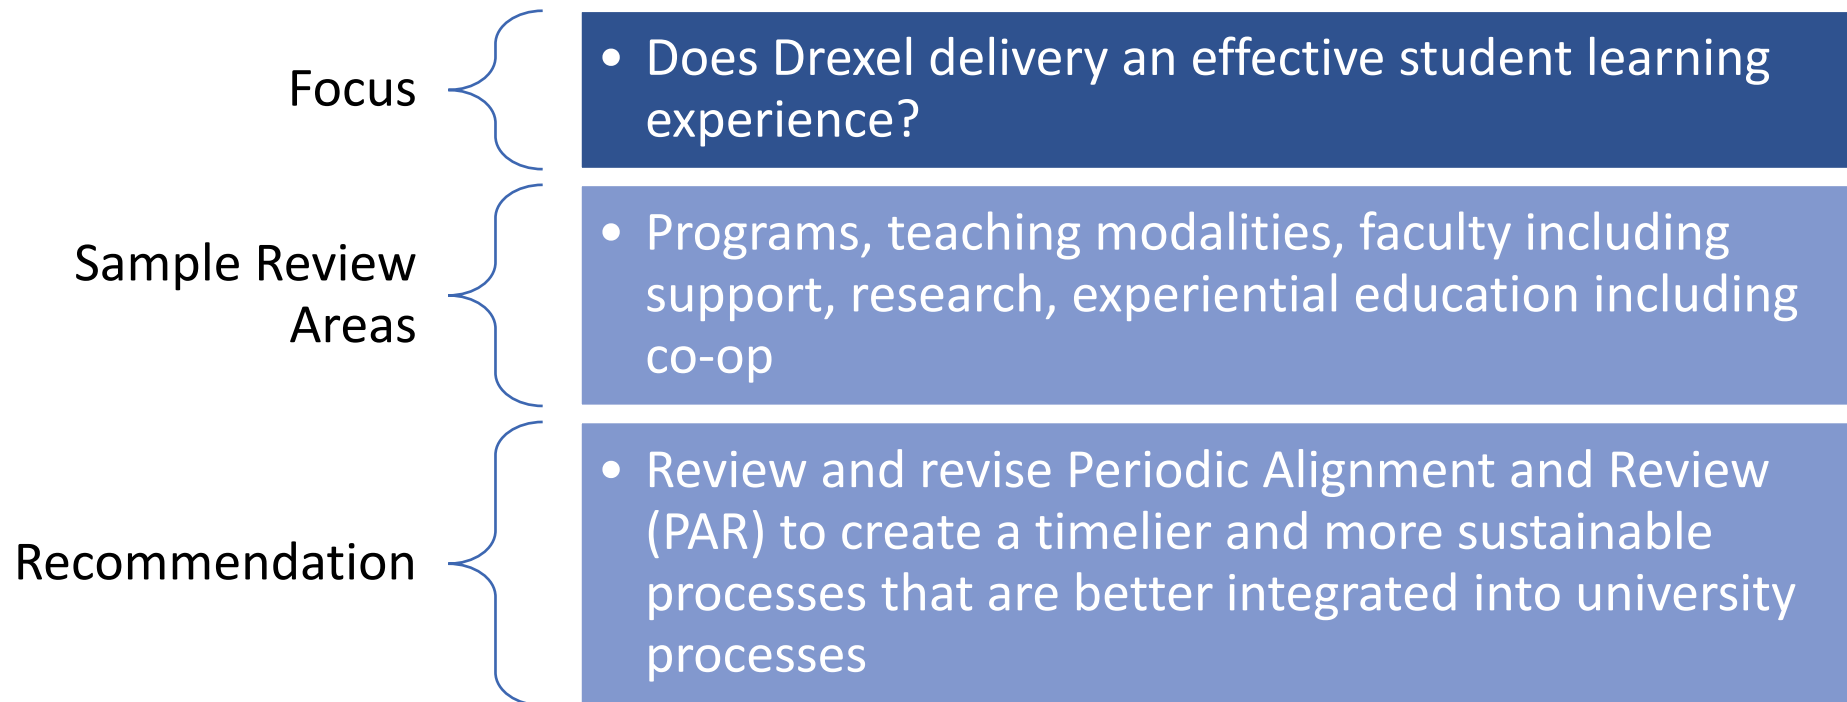 Focus
• Does Drexel delivery an effective student learning
experience?
Sample Review
Areas
• Programs, teaching modalities, faculty including
support, research, experiential education including
co-op
Recommendation
• Review and revise Periodic Alignment and Review
(PAR) to create a timelier and more sustainable
processes that are better integrated into university
processes